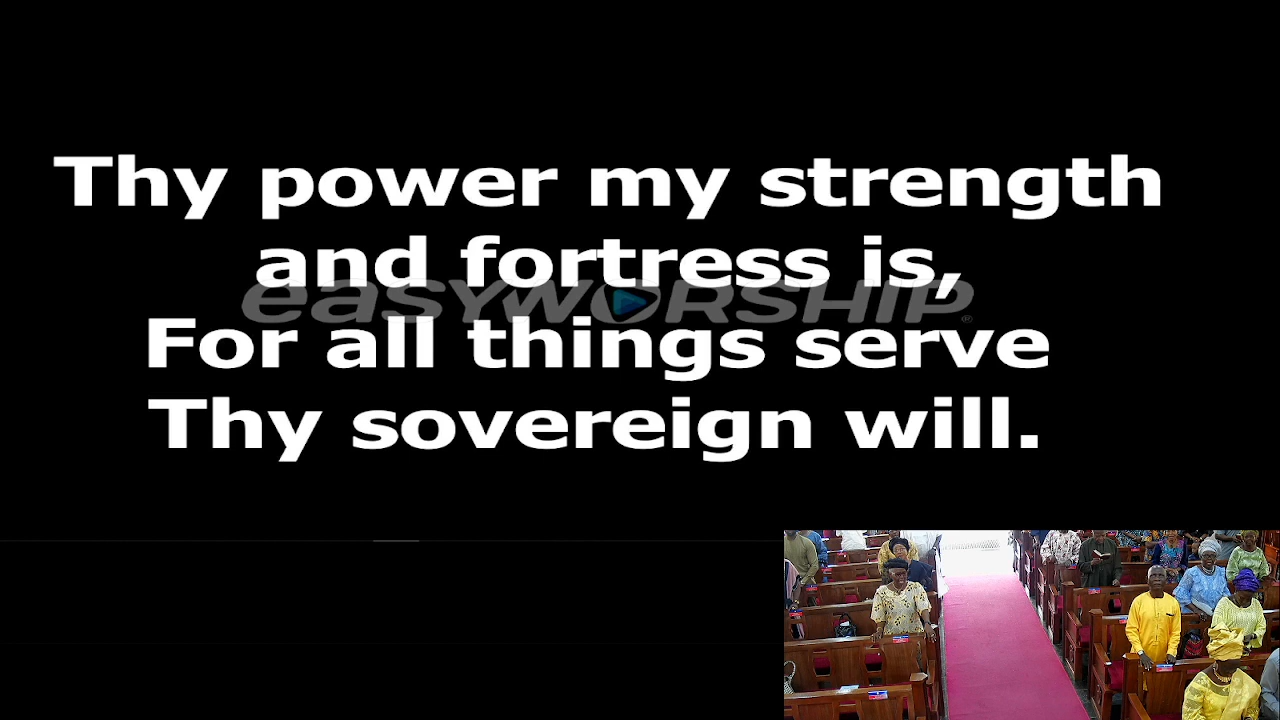 Thy power my strength
and fortress is,
easyworship®
For all things serve
Thy sovereign will.